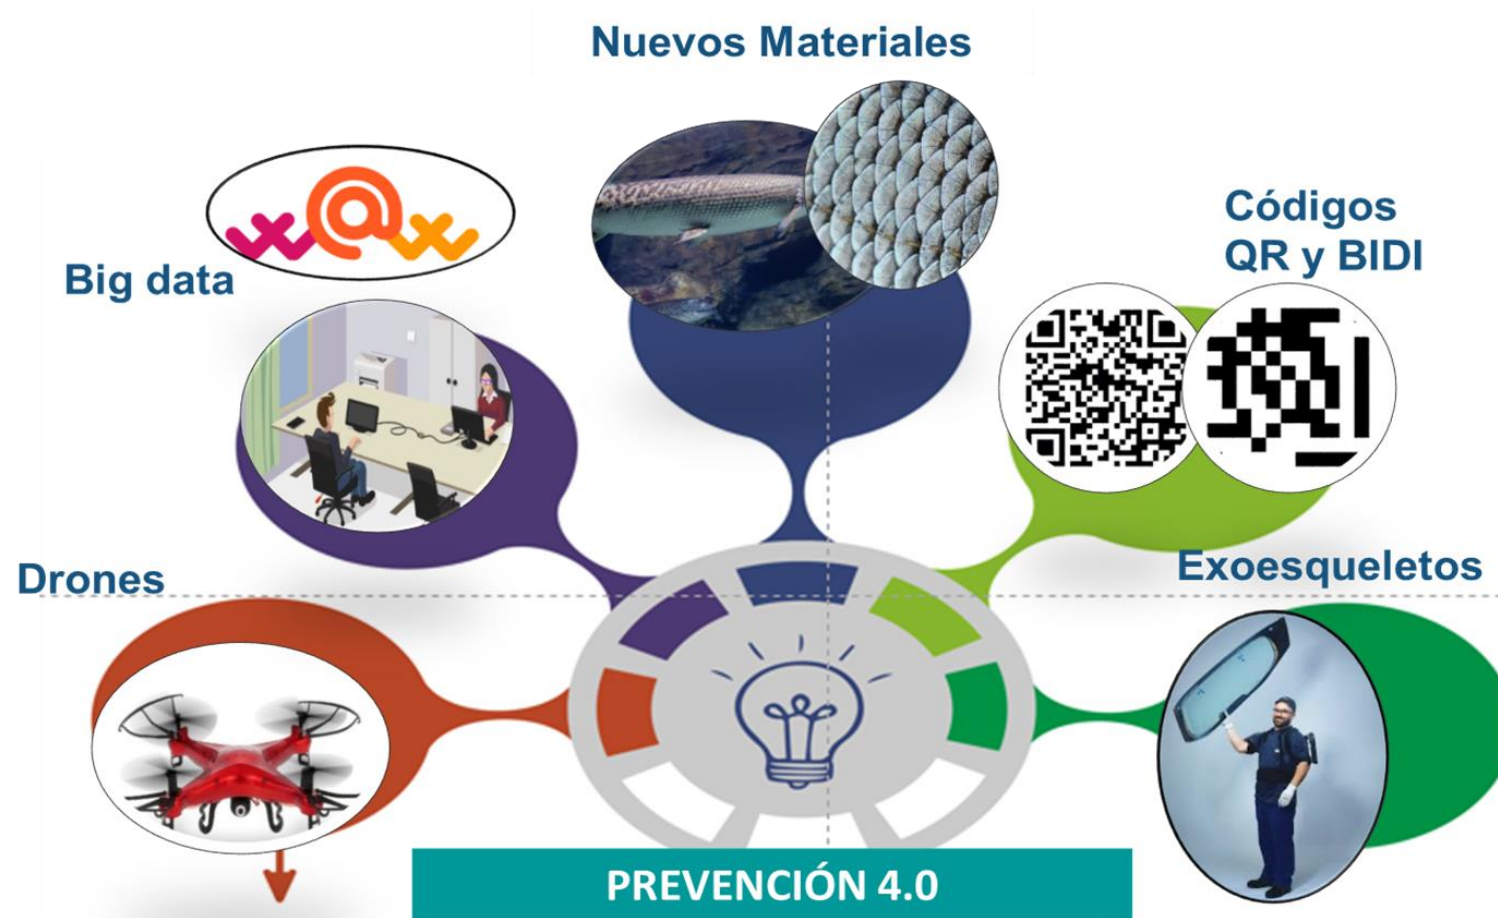 Nuevos Materiales
Códigos
QR y BIDI
Big data
Drones
Exoesqueletos
PREVENCIÓN 4.0